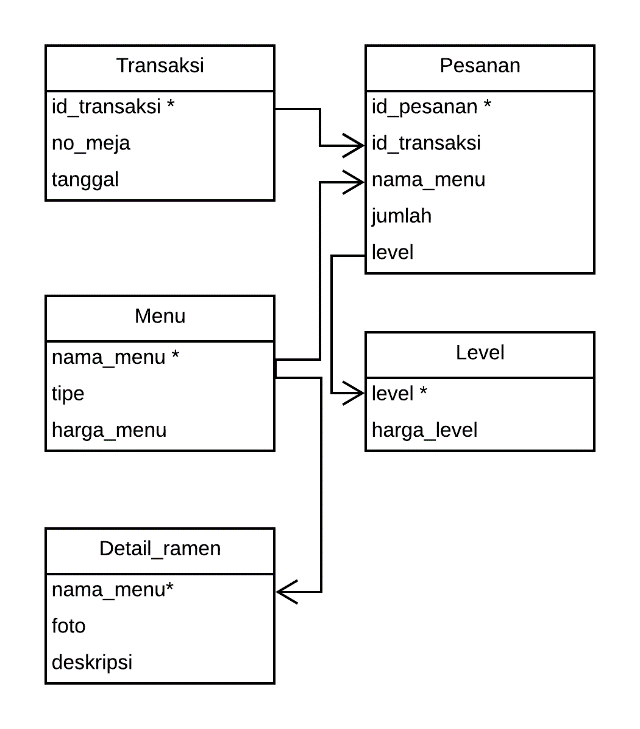 Transaksi
id_transaksi *
no_meja
tanggal
Pesanan
id_pesanan *
id_transaksi
nama_menu
jumlah
level
Menu
nama_menu *
tipe
harga_menu
Level
level *
harga_level
Detail_ramen
nama_menu*
foto
deskripsi